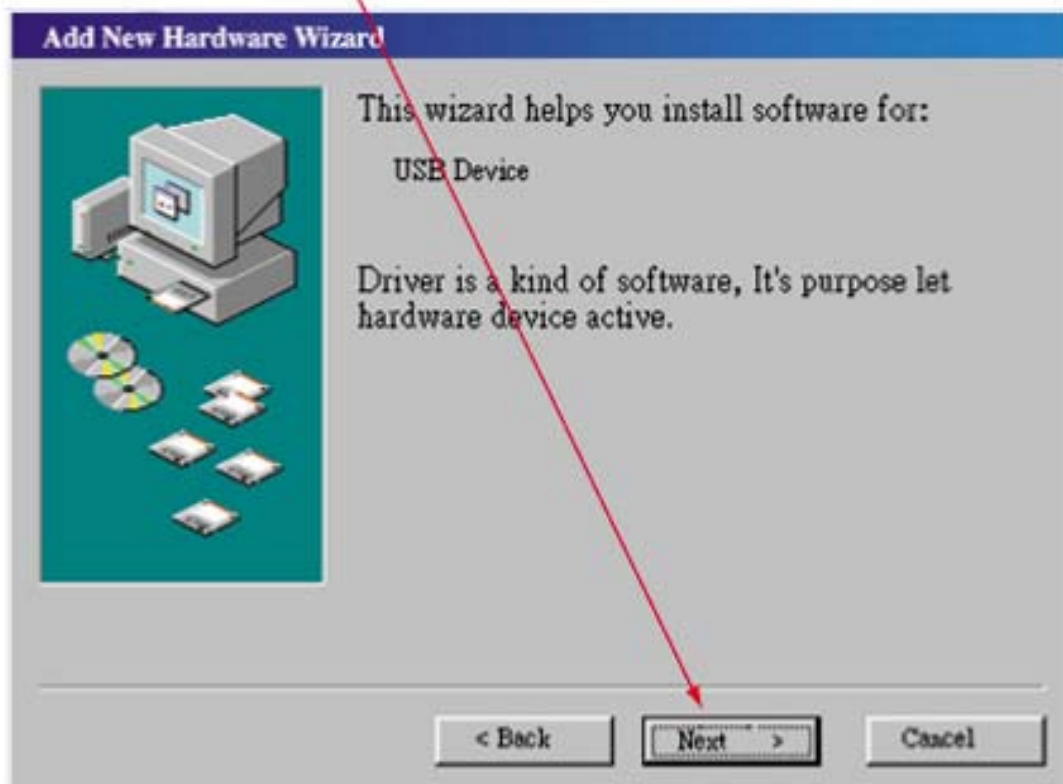 Add New Hardware Wizard
This wizard helps you install software for:
USB Device
Driver is a kind of software, It's purpose let
hardware device active.
< Back
Next >
Cancel